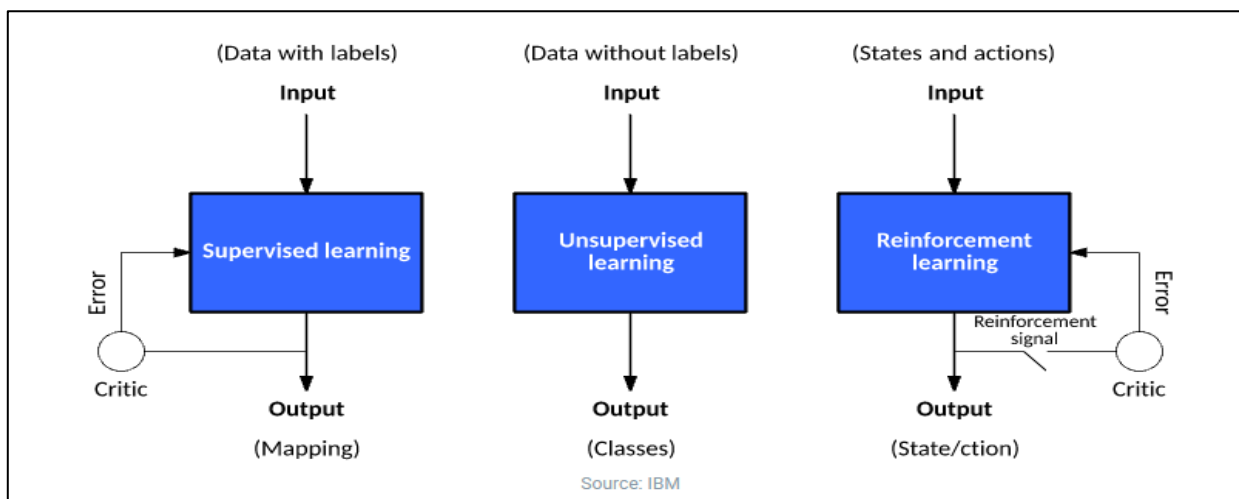 (Data with labels)
Input
Supervised learning
Error
Critic
Output
(Mapping)
(Data without labels)
Input
Unsupervised
learning
Output
(Classes)
(States and actions)
Input
Reinforcement
learning
Error
Reinforcement
signal
Critic
Output
(State/ction)
Source: IBM